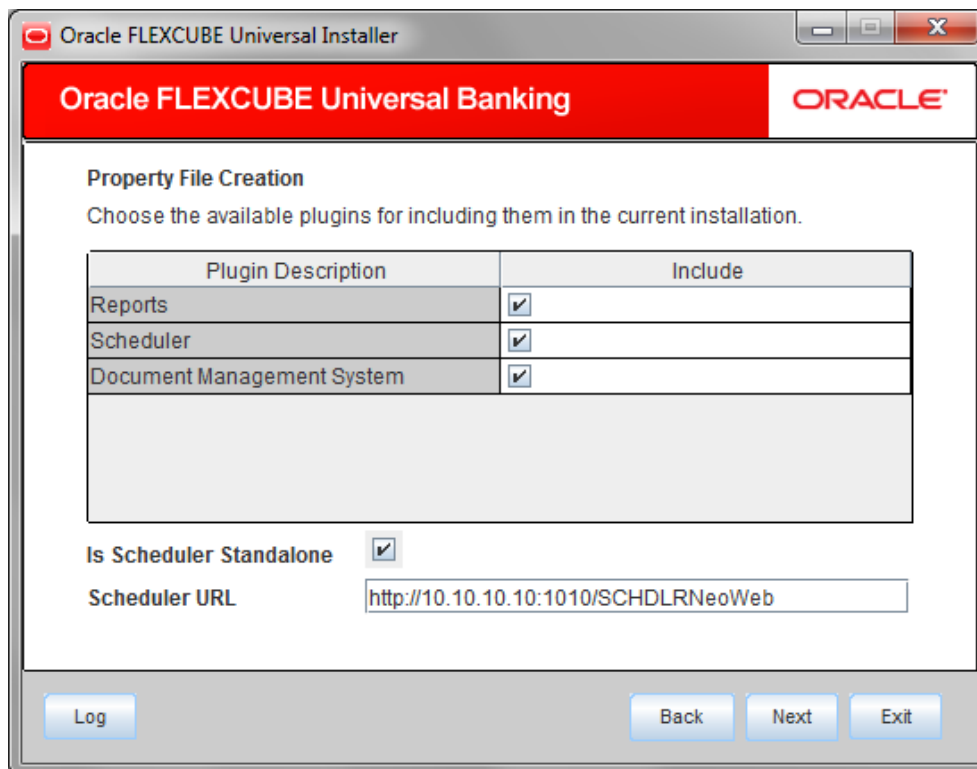 Oracle FLEXCUBE Universal Installer
Oracle FLEXCUBE Universal Banking
ORACLE
Property File Creation
Choose the available plugins for including them in the current installation.
Plugin Description Include
Reports
Scheduler
Document Management System
Is Scheduler Standalone
Scheduler URL http://10.10.10.10:1010/SCHDLRNeoWeb
Log Back Next Exit